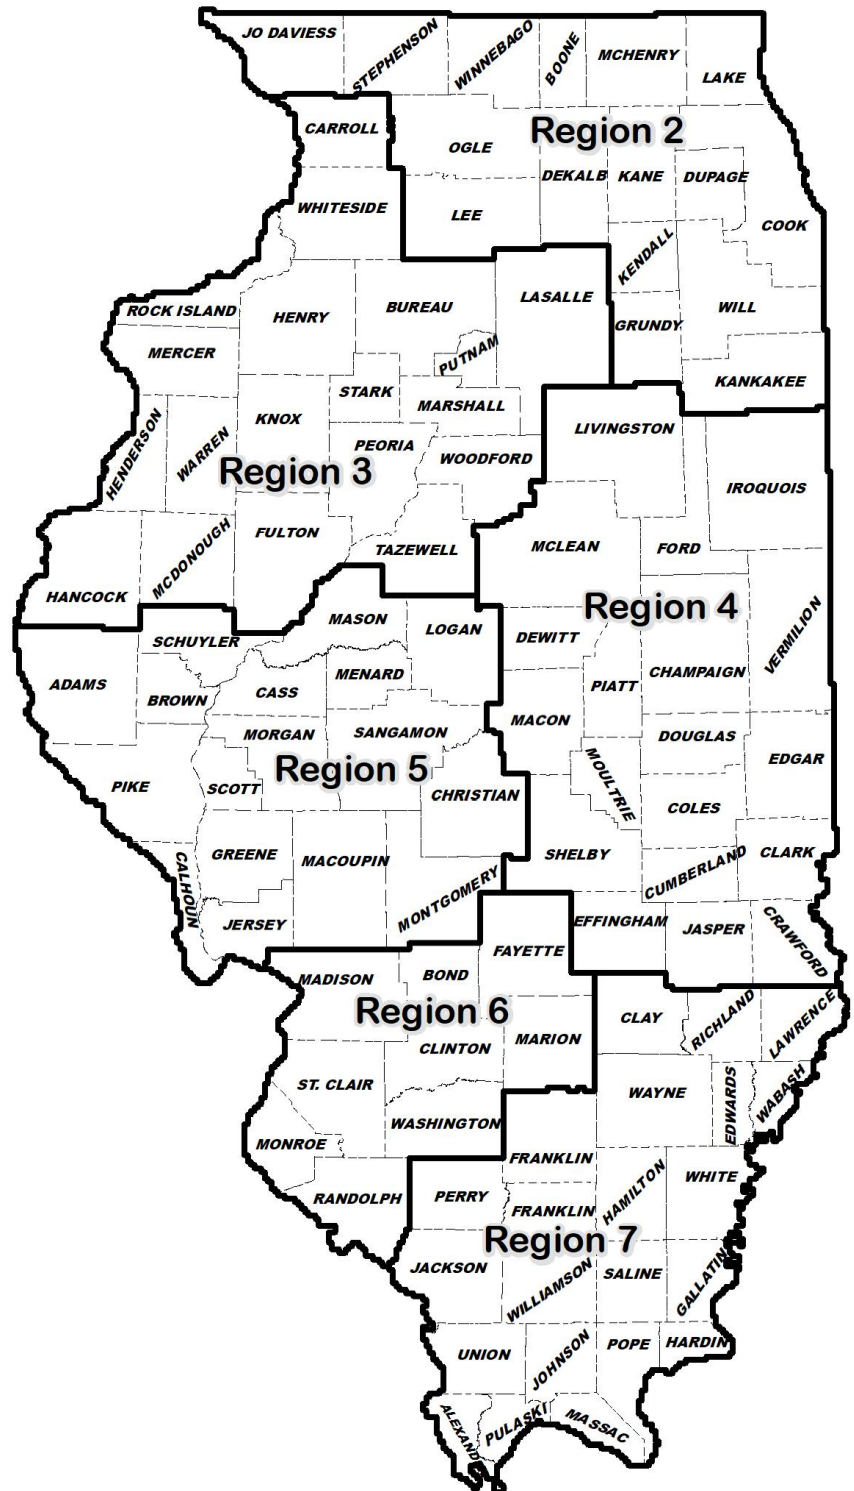 JO DAVIESS
STEPHENSON
WINNEBAGO
BOONE
MCHENRY
LAKE
CARROLL
OGLE
Region 2
DEKALB
KANE
DUPAGE
WHITESIDE
LEE
COOK
KENDALL
ROCK ISLAND
HENRY
BUREAU
LASALLE
GRUNDY
WILL
MERCER
PUTNAM
KANKAKEE
STARK
MARSHALL
KNOX
PEORIA
LIVINGSTON
HENDERSON
WARREN
WOODFORD
Region 3
IROQUOIS
FULTON
TAZEWELL
MCLEAN
FORD
MCDONOUGH
HANCOCK
Region 4
MASON
LOGAN
DEWITT
VERMILION
SCHUYLER
ADAMS
BROWN
CASS
MENARD
PIATT
CHAMPAIGN
MORGAN
SANGAMON
MACON
DOUGLAS
Region 5
EDGAR
PIKE
SCOTT
CHRISTIAN
MOULTRIE
COLES
GREENE
MACOUPIN
SHELBY
CUMBERLAND
CLARK
CALHOUN
MONTGOMERY
JERSEY
EFFINGHAM
JASPER
CRAWFORD
FAYETTE
MADISON
BOND
Region 6
CLAY
RICHLAND
LAWRENCE
CLINTON
MARION
ST. CLAIR
WAYNE
EDWARDS
WABASH
WASHINGTON
MONROE
FRANKLIN
RANDOLPH
PERRY
FRANKLIN
HAMILTON
WHITE
Region 7
JACKSON
WILLIAMSON
SALINE
GALLATIN
UNION
JOHNSON
POPE
HARDIN
ALEXAND
PULASKI
MASSAC